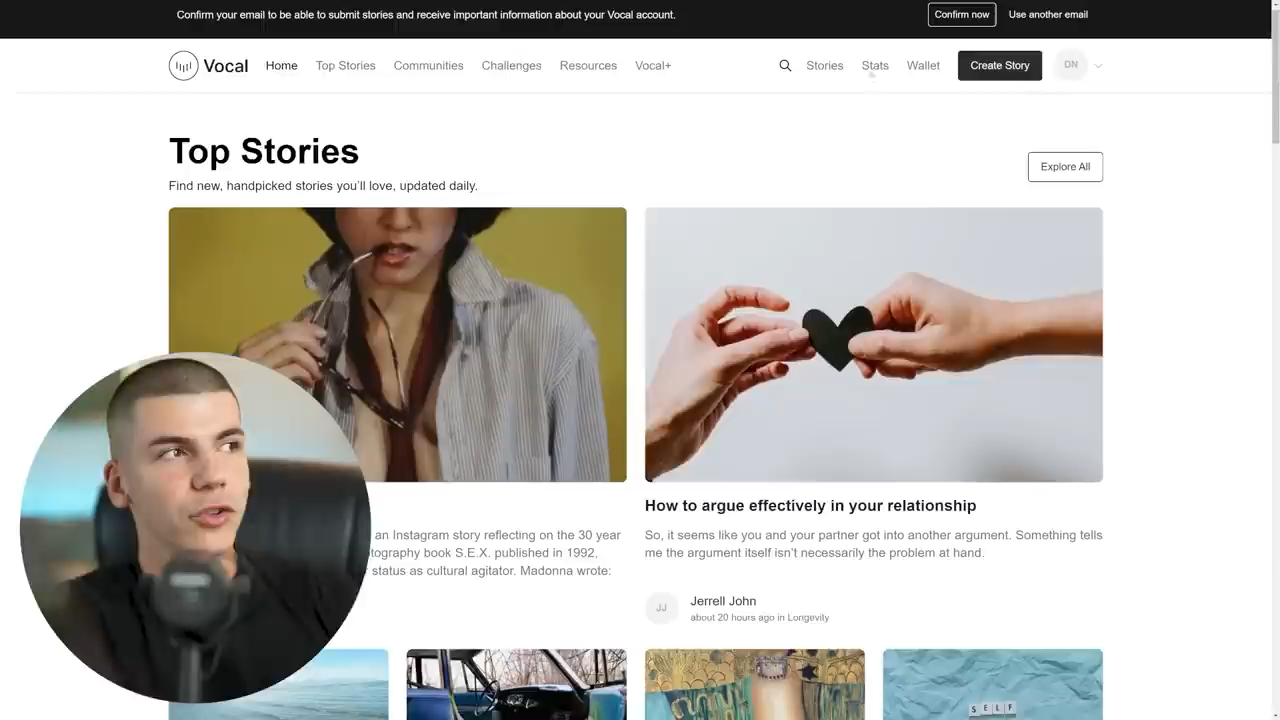 Confirm your email to be able to submit stories and receive important information about your Vocal account.
Confirm now
Use another email
Vocal
Home
Top Stories
Communities
Challenges
Resources
Vocal+
Stories
Stats
Wallet
Create Story
DN
Top Stories
Find new, handpicked stories you'll love, updated daily.
Explore All
an Instagram story reflecting on the 30 year
tography book S.E.X. published in 1992,
status as cultural agitator. Madonna wrote:
How to argue effectively in your relationship
So, it seems like you and your partner got into another argument. Something tells
me the argument itself isn't necessarily the problem at hand.
JJ
Jerrell John
about 20 hours ago in Longevity
SELF